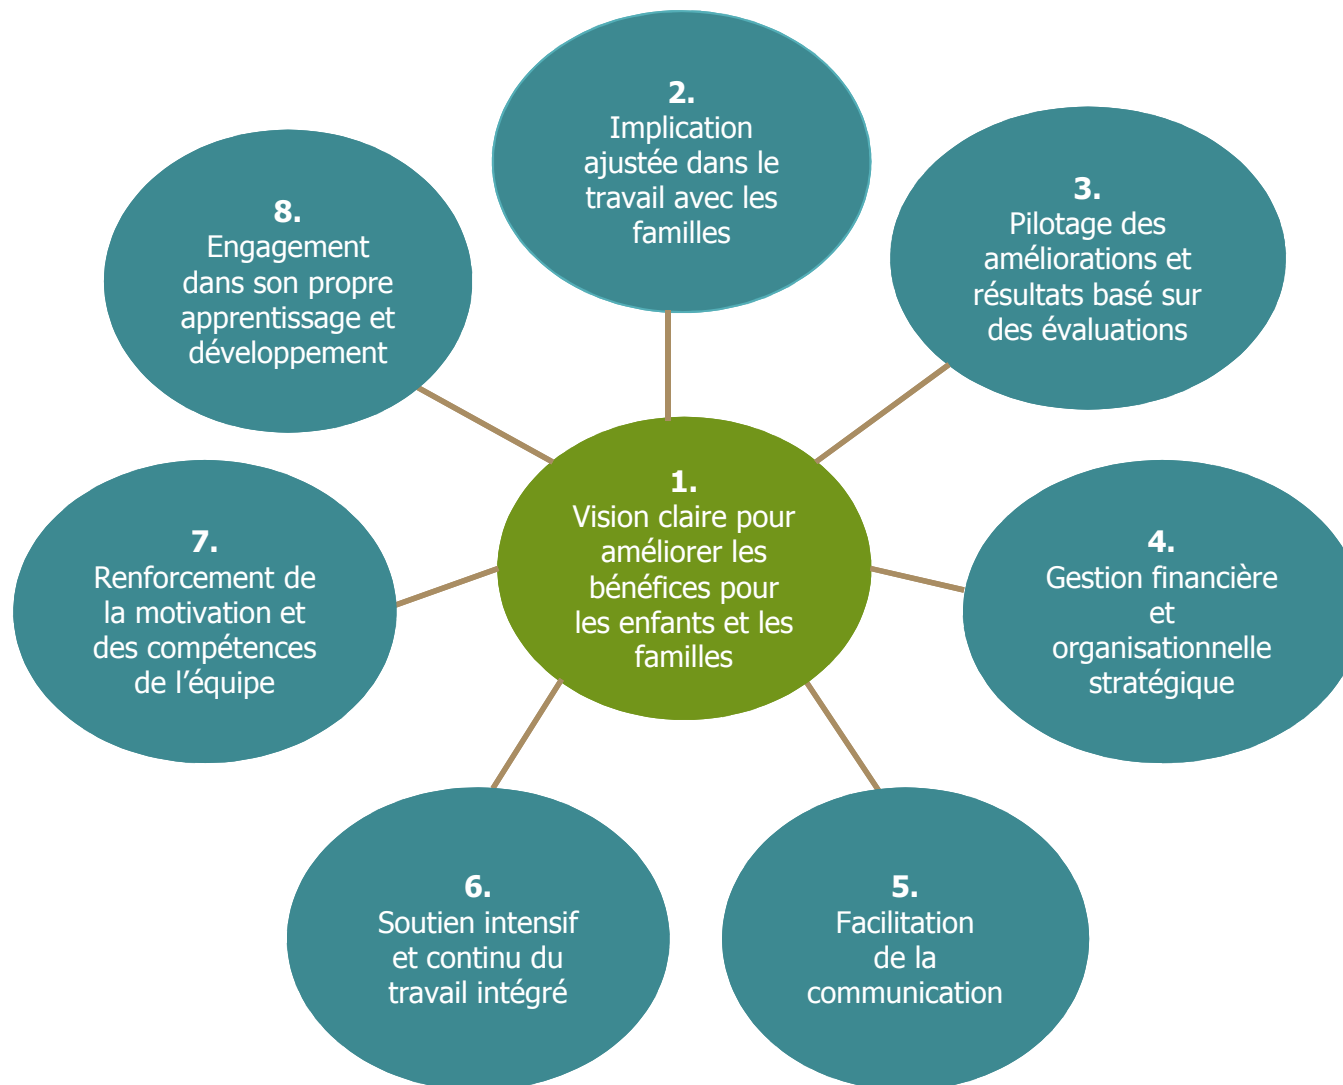 1.
Vision claire pour
améliorer les
bénéfices pour
les enfants et les
familles
2.
Implication
ajustée dans le
travail avec les
familles
3.
Pilotage des
améliorations et
résultats basé sur
des évaluations
4.
Gestion financière
et
organisationnelle
stratégique
5.
Facilitation
de la
communication
6.
Soutien intensif
et continu du
travail intégré
7.
Renforcement de
la motivation et
des compétences
de l’équipe
8.
Engagement
dans son propre
apprentissage et
développement